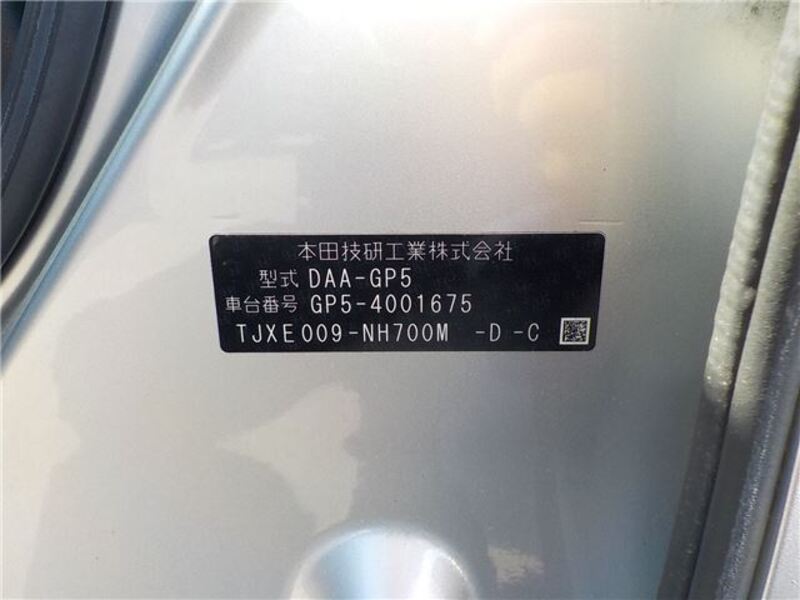 本田技研工業株式会社
型式 DAA-GP5
車台番号 GP5-4001675
TJXE009-NH700M -D-C